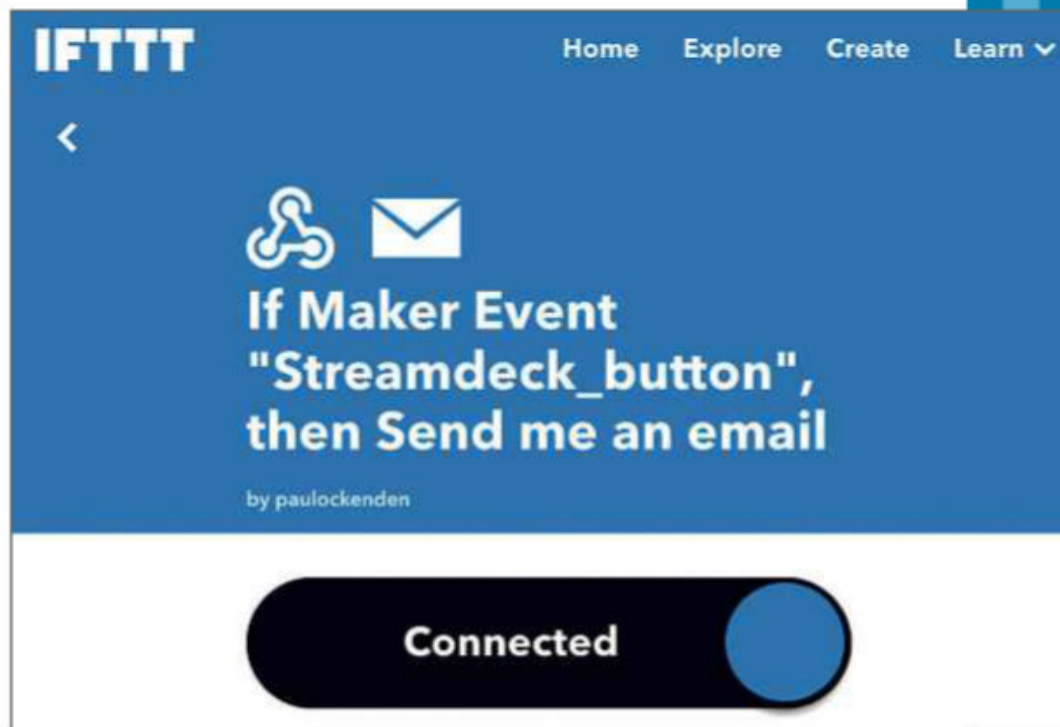 IFTTT
Home Explore Create Learn
If Maker Event
"Streamdeck_button",
then Send me an email
by paulockenden
Connected